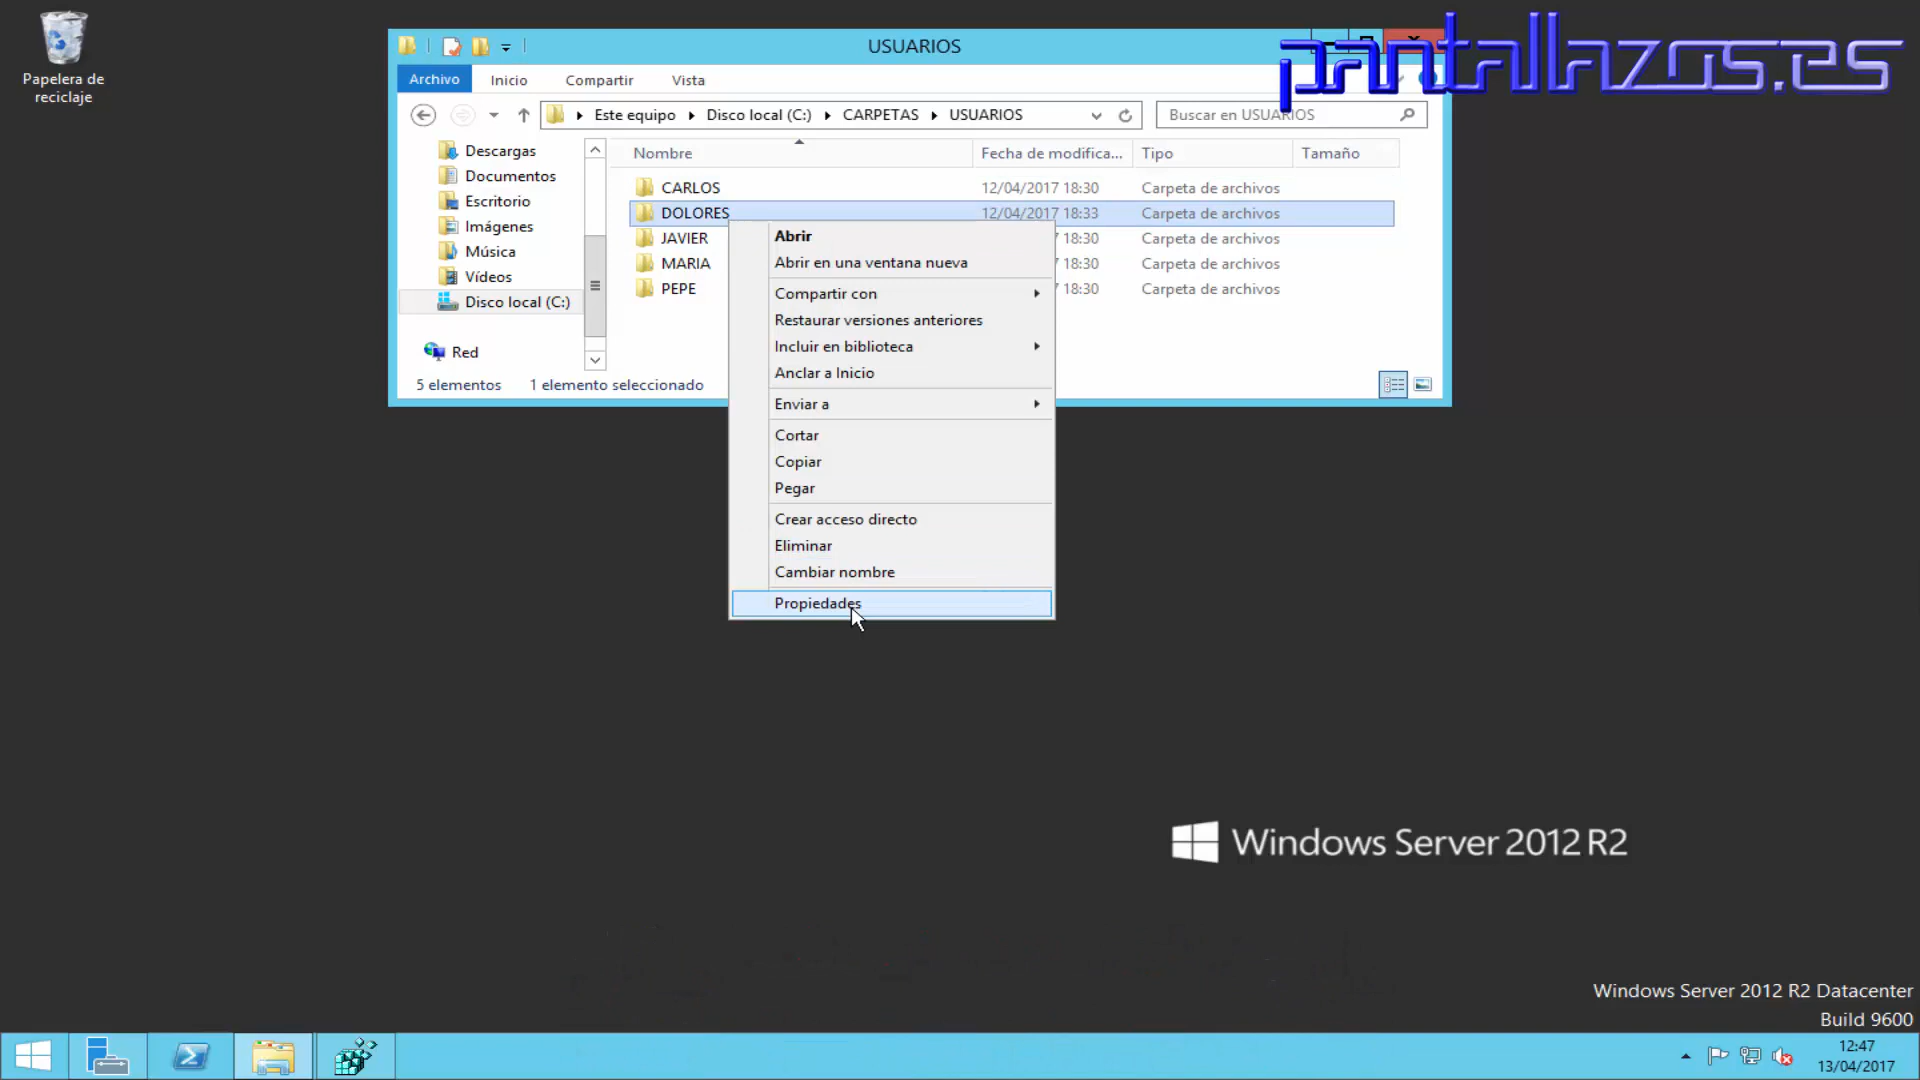 Papelera de
reciclaje
USUARIOS
pantallazos.es
Archivo
Inicio
Compartir
Vista
Este equipo
Disco local (C:)
CARPETAS
USUARIOS
Buscar en USUARIOS
Descargas
Documentos
Escritorio
Imágenes
Música
Vídeos
Disco local (C:)
Red
Nombre
Fecha de modifica...
Tipo
Tamaño
CARLOS 12/04/2017 18:30 Carpeta de archivos
DOLORES 12/04/2017 18:33 Carpeta de archivos
JAVIER 18:30 Carpeta de archivos
MARIA 18:30 Carpeta de archivos
PEPE 18:30 Carpeta de archivos
5 elementos
1 elemento seleccionado
Abrir
Abrir en una ventana nueva
Compartir con
Restaurar versiones anteriores
Incluir en biblioteca
Anclar a Inicio
Enviar a
Cortar
Copiar
Pegar
Crear acceso directo
Eliminar
Cambiar nombre
Propiedades
Windows Server 2012 R2
Windows Server 2012 R2 Datacenter
Build 9600
12:47
13/04/2017